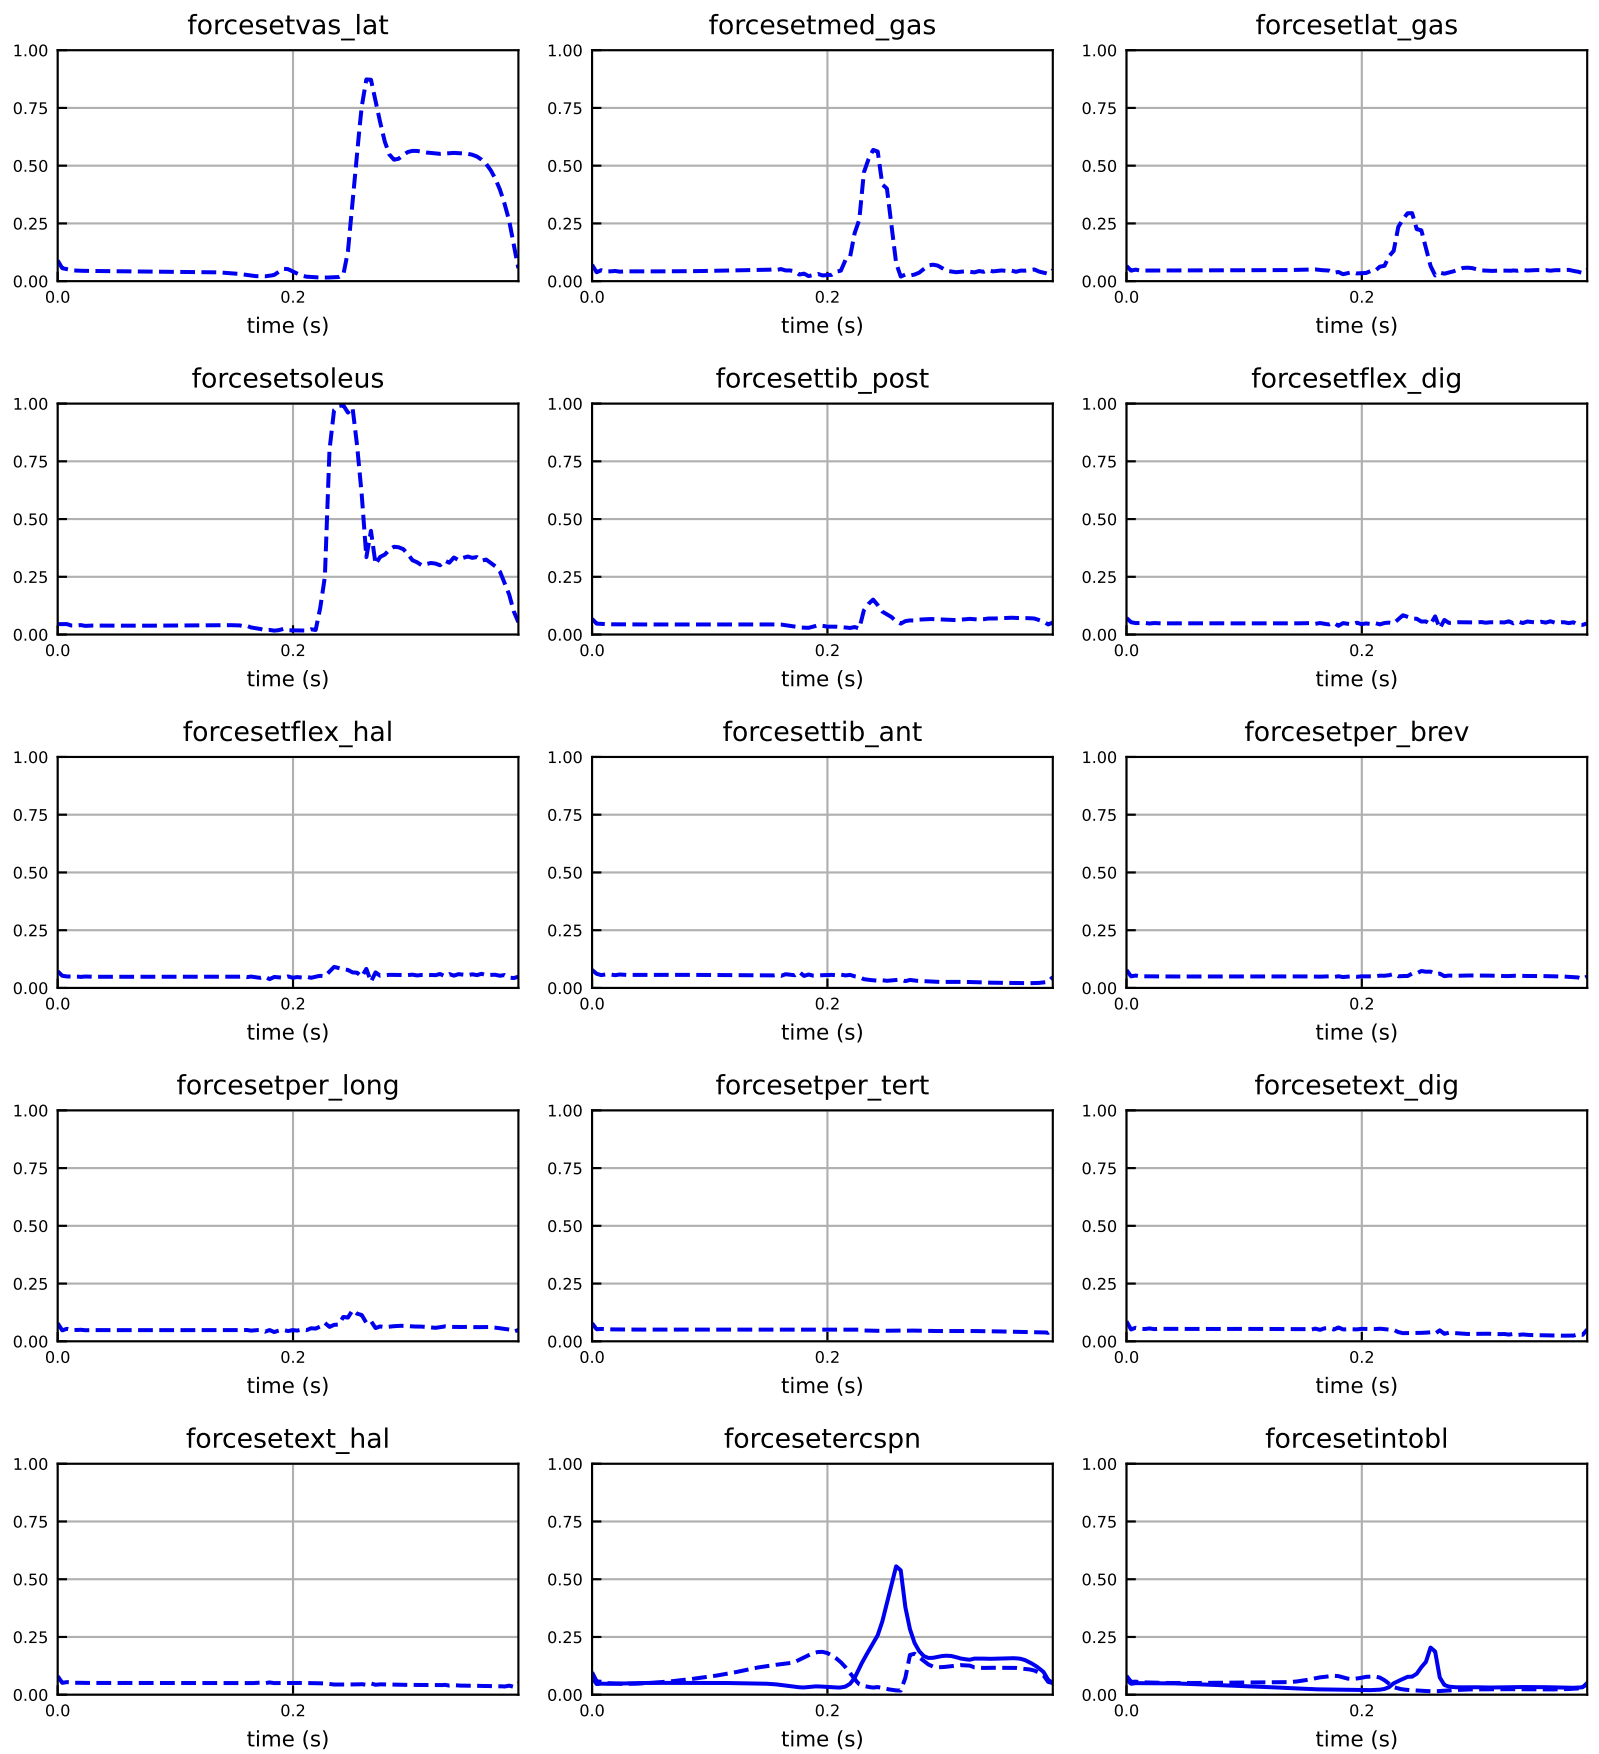 forcesetvas_lat forcesetmed_gas forcesetlat_gas
1.00 1.00 1.00
0.75 0.75 0.75
0.50 0.50 0.50
0.25 0.25 0.25
0.00 0.00 0.00
0.0 0.2 0.0 0.2 0.0 0.2
time (s) time (s) time (s)
forcesetsoleus forcesettib_post forcesetflex_dig
1.00 1.00 1.00
0.75 0.75 0.75
0.50 0.50 0.50
0.25 0.25 0.25
0.00 0.00 0.00
0.0 0.2 0.0 0.2 0.0 0.2
time (s) time (s) time (s)
forcesetflex_hal forcesettib_ant forcesetper_brev
1.00 1.00 1.00
0.75 0.75 0.75
0.50 0.50 0.50
0.25 0.25 0.25
0.00 0.00 0.00
0.0 0.2 0.0 0.2 0.0 0.2
time (s) time (s) time (s)
forcesetper_long forcesetper_tert forcesetext_dig
1.00 1.00 1.00
0.75 0.75 0.75
0.50 0.50 0.50
0.25 0.25 0.25
0.00 0.00 0.00
0.0 0.2 0.0 0.2 0.0 0.2
time (s) time (s) time (s)
forcesetext_hal forcesetercspn forcesetintobl
1.00 1.00 1.00
0.75 0.75 0.75
0.50 0.50 0.50
0.25 0.25 0.25
0.00 0.00 0.00
0.0 0.2 0.0 0.2 0.0 0.2
time (s) time (s) time (s)